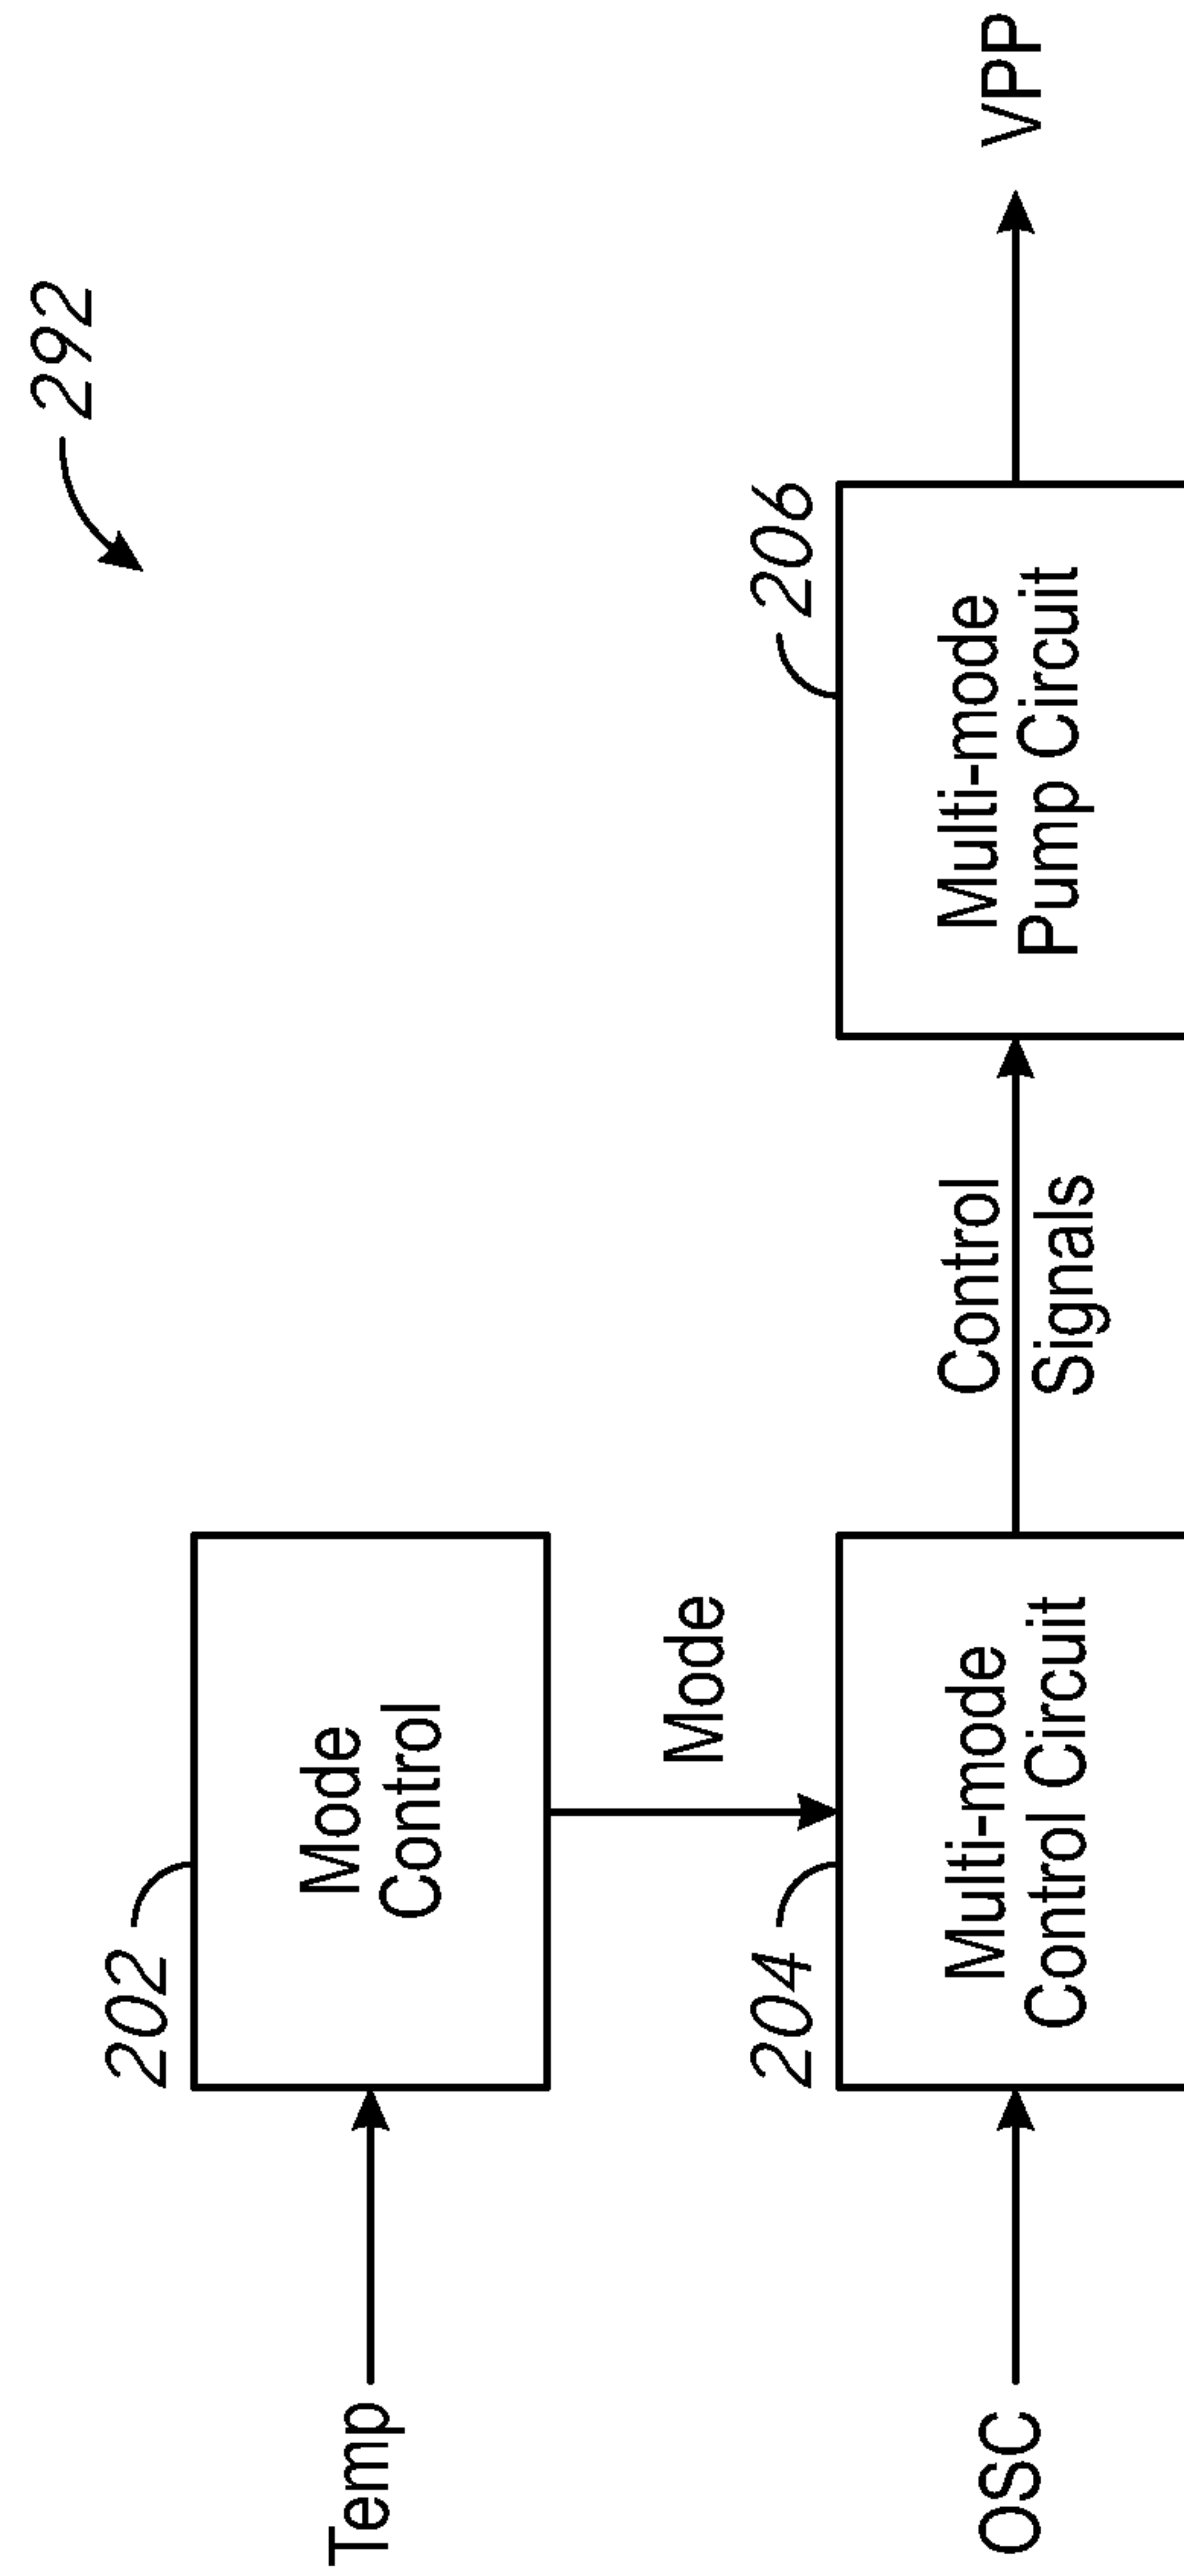 292
202
Temp
Mode
Control
Mode
204
206
OSC
Multi-mode
Control Circuit
Control
Signals
Multi-mode
Pump Circuit
VPP